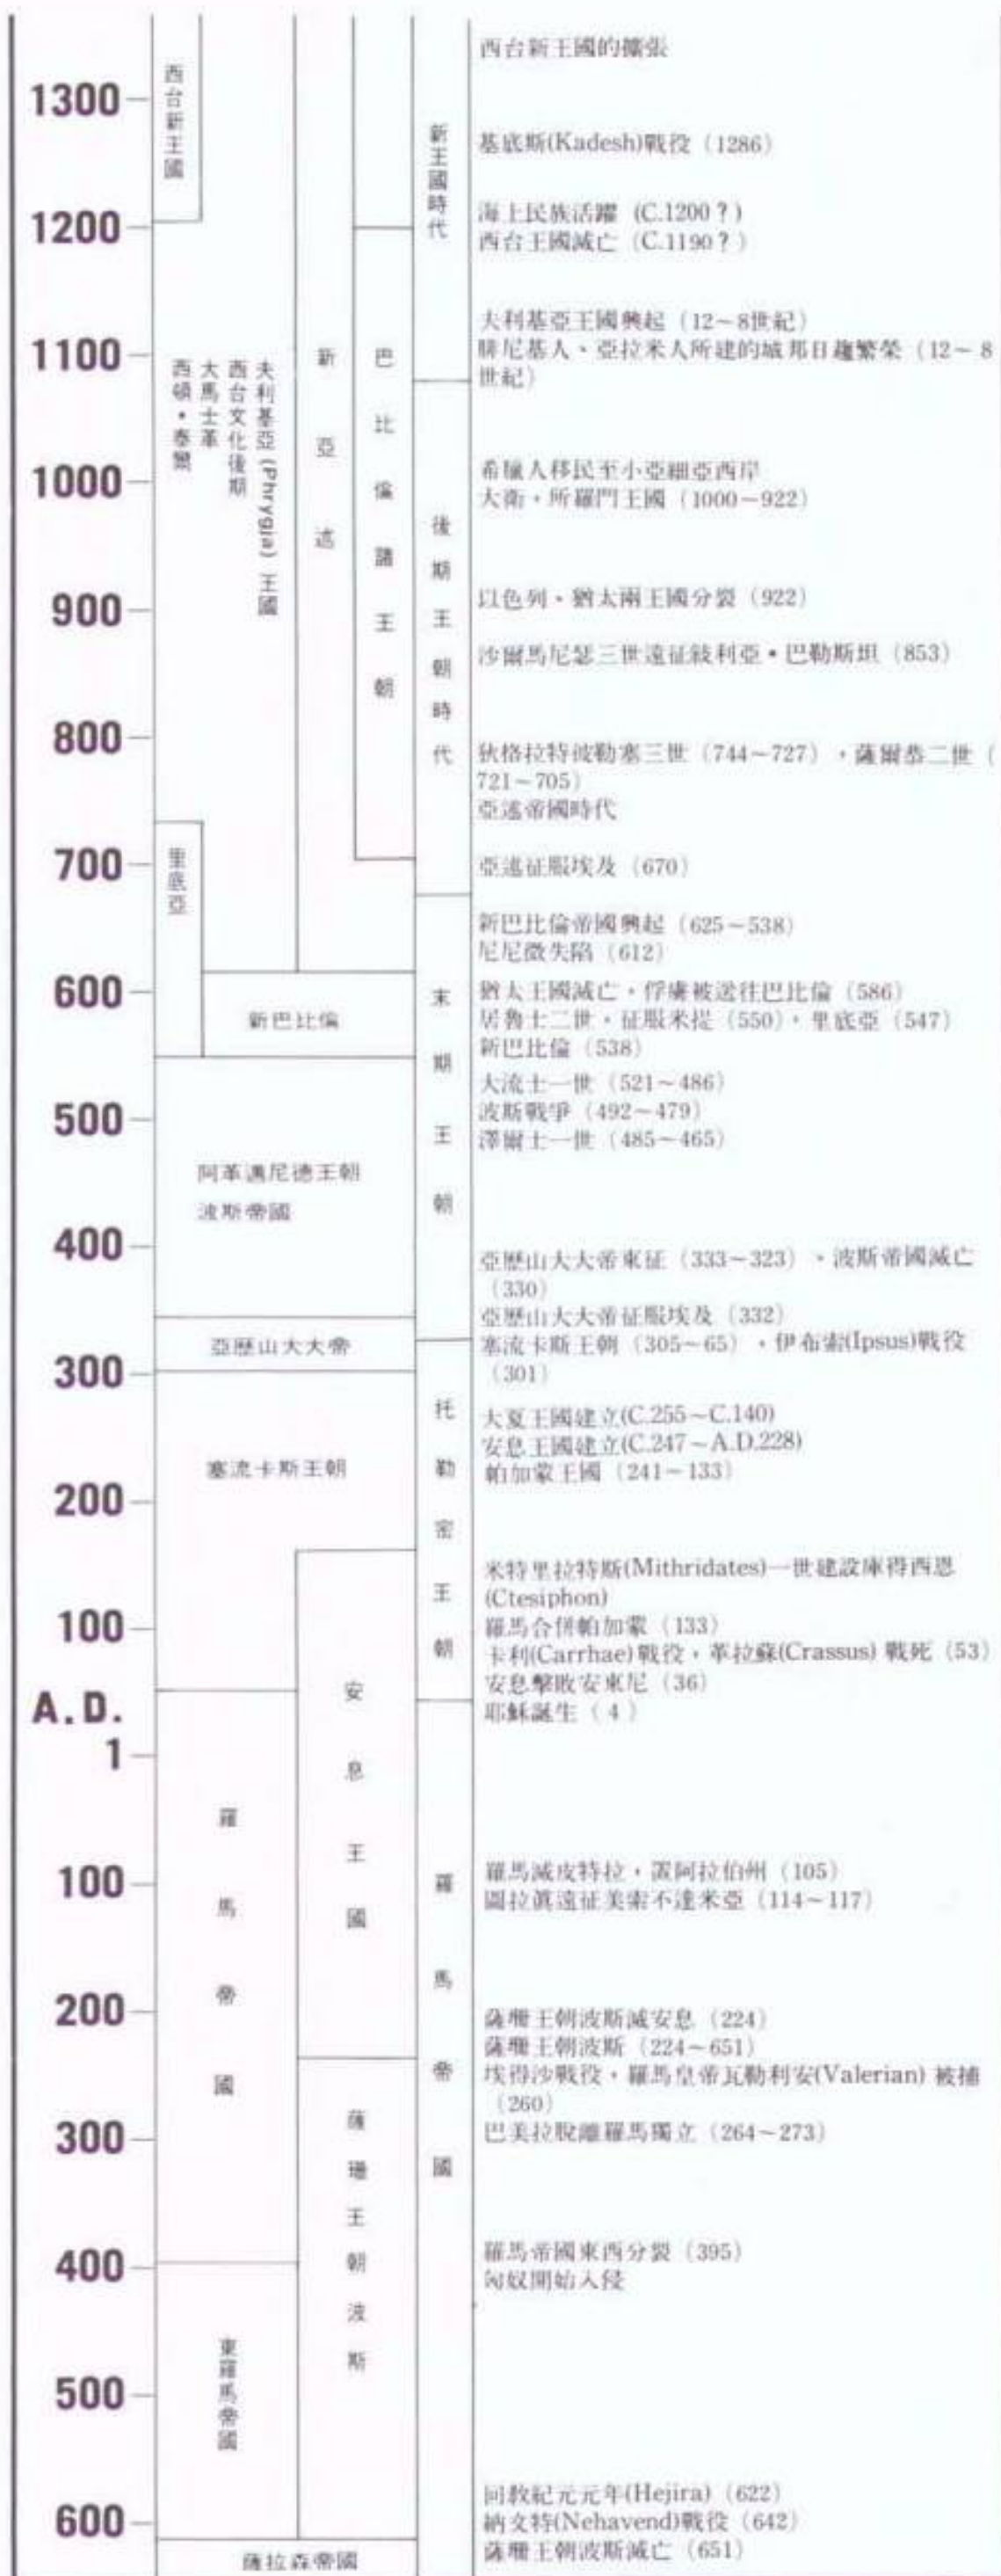 1300
1200
1100
1000
900
800
700
600
500
400
300
200
100
A.D.
1
100
200
300
400
500
600
西台新王國
西頓·泰爾
大馬士革
西台文化後期
夫利基亞 (Phrygia) 王國
里底亞
新亞述
巴比倫諸王朝
新巴比倫
阿革邁尼德王朝
波斯帝國
亞歷山大大帝
塞流卡斯王朝
安息王國
羅馬帝國
薩珊王朝波斯
東羅馬帝國
薩拉森帝國
新王國時代
後期王朝時代
末期王朝
托勒密王朝
羅馬帝國
西台新王國的擴張
基底斯(Kadesh)戰役（1286）
海上民族活躍（C.1200？）
西台王國滅亡（C.1190？）
夫利基亞王國興起（12～8世紀）
腓尼基人、亞拉米人所建的城邦日趨繁榮（12～8
世紀）
希臘人移民至小亞細亞西岸
大衛，所羅門王國（1000～922）
以色列、猶太兩王國分裂（922）
沙爾馬尼瑟三世遠征敍利亞•巴勒斯坦（853）
狄格拉特彼勒塞三世（744～727），薩爾恭二世（
721～705）
亞述帝國時代
亞述征服埃及（670）
新巴比倫帝國興起（625～538）
尼尼微失陷（612）
猶太王國滅亡，俘虜被送往巴比倫（586）
居魯士二世，征服米提（550），里底亞（547）
新巴比倫（538）
大流士一世（521～486）
波斯戰爭（492～479）
澤爾士一世（485～465）
亞歷山大大帝東征（333～323）、波斯帝國滅亡
（330）
亞歷山大大帝征服埃及（332）
塞流卡斯王朝（305～65），伊布索(Ipsus)戰役
（301）
大夏王國建立(C.255～C.140)
安息王國建立(C.247～A.D.228)
帕加蒙王國（241～133）
米特里拉特斯(Mithridates)一世建設庫得西恩
(Ctesiphon)
羅馬合併帕加蒙（133）
卡利(Carrhae)戰役，革拉蘇(Crassus) 戰死（53）
安息擊敗安東尼（36）
耶穌誕生（4）
羅馬滅皮特拉，置阿拉伯州（105）
圖拉眞遠征美索不達米亞（114～117）
薩珊王朝波斯滅安息（224）
薩珊王朝波斯（224～651）
埃得沙戰役，羅馬皇帝瓦勒利安(Valerian) 被捕
（260）
巴美拉脫離羅馬獨立（264～273）
羅馬帝國東西分裂（395）
匈奴開始入侵
回教紀元元年(Hejira)（622）
納文特(Nehavend)戰役（642）
薩珊王朝波斯滅亡（651）